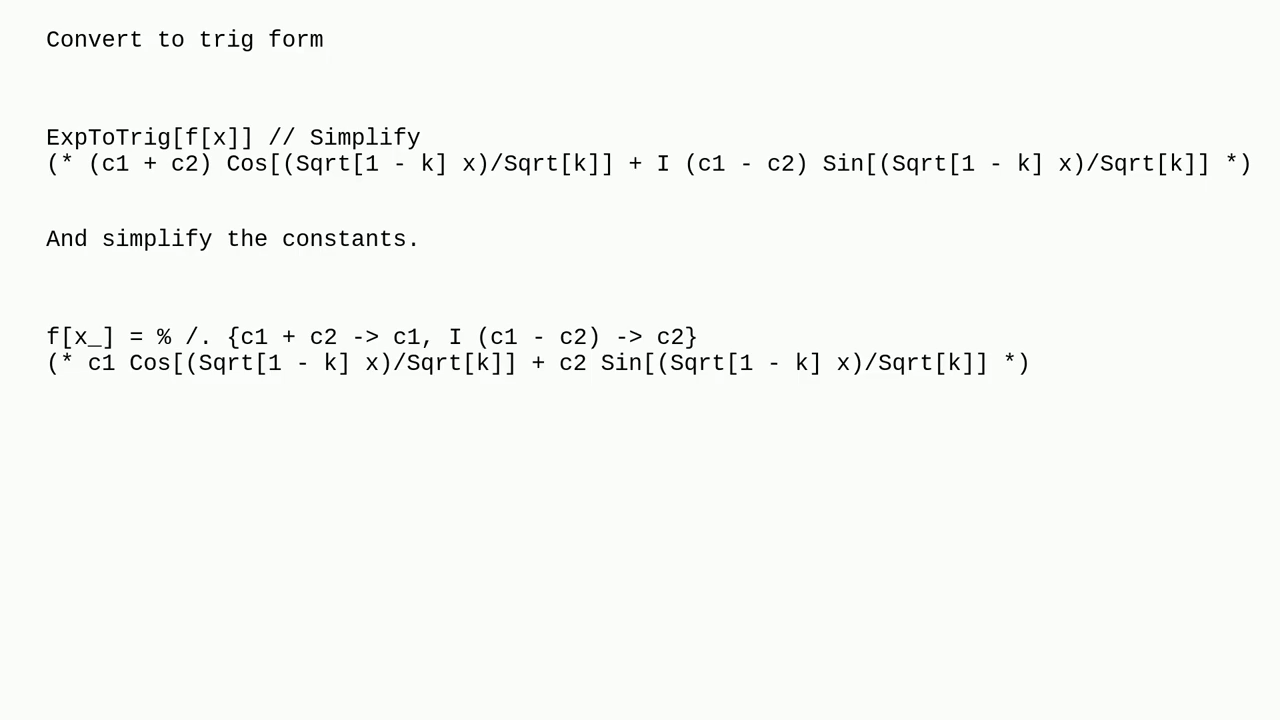 Convert to trig form
ExpToTrig[f[x]] // Simplify
(* (c1 + c2) Cos[(Sqrt[1 - k] x)/Sqrt[k]] + I (c1 - c2) Sin[(Sqrt[1 - k] x)/Sqrt[k]] *)
And simplify the constants.
f[x_] = % /. {c1 + c2 -> c1, I (c1 - c2) -> c2}
(* c1 Cos[(Sqrt[1 - k] x)/Sqrt[k]] + c2 Sin[(Sqrt[1 - k] x)/Sqrt[k]] *)